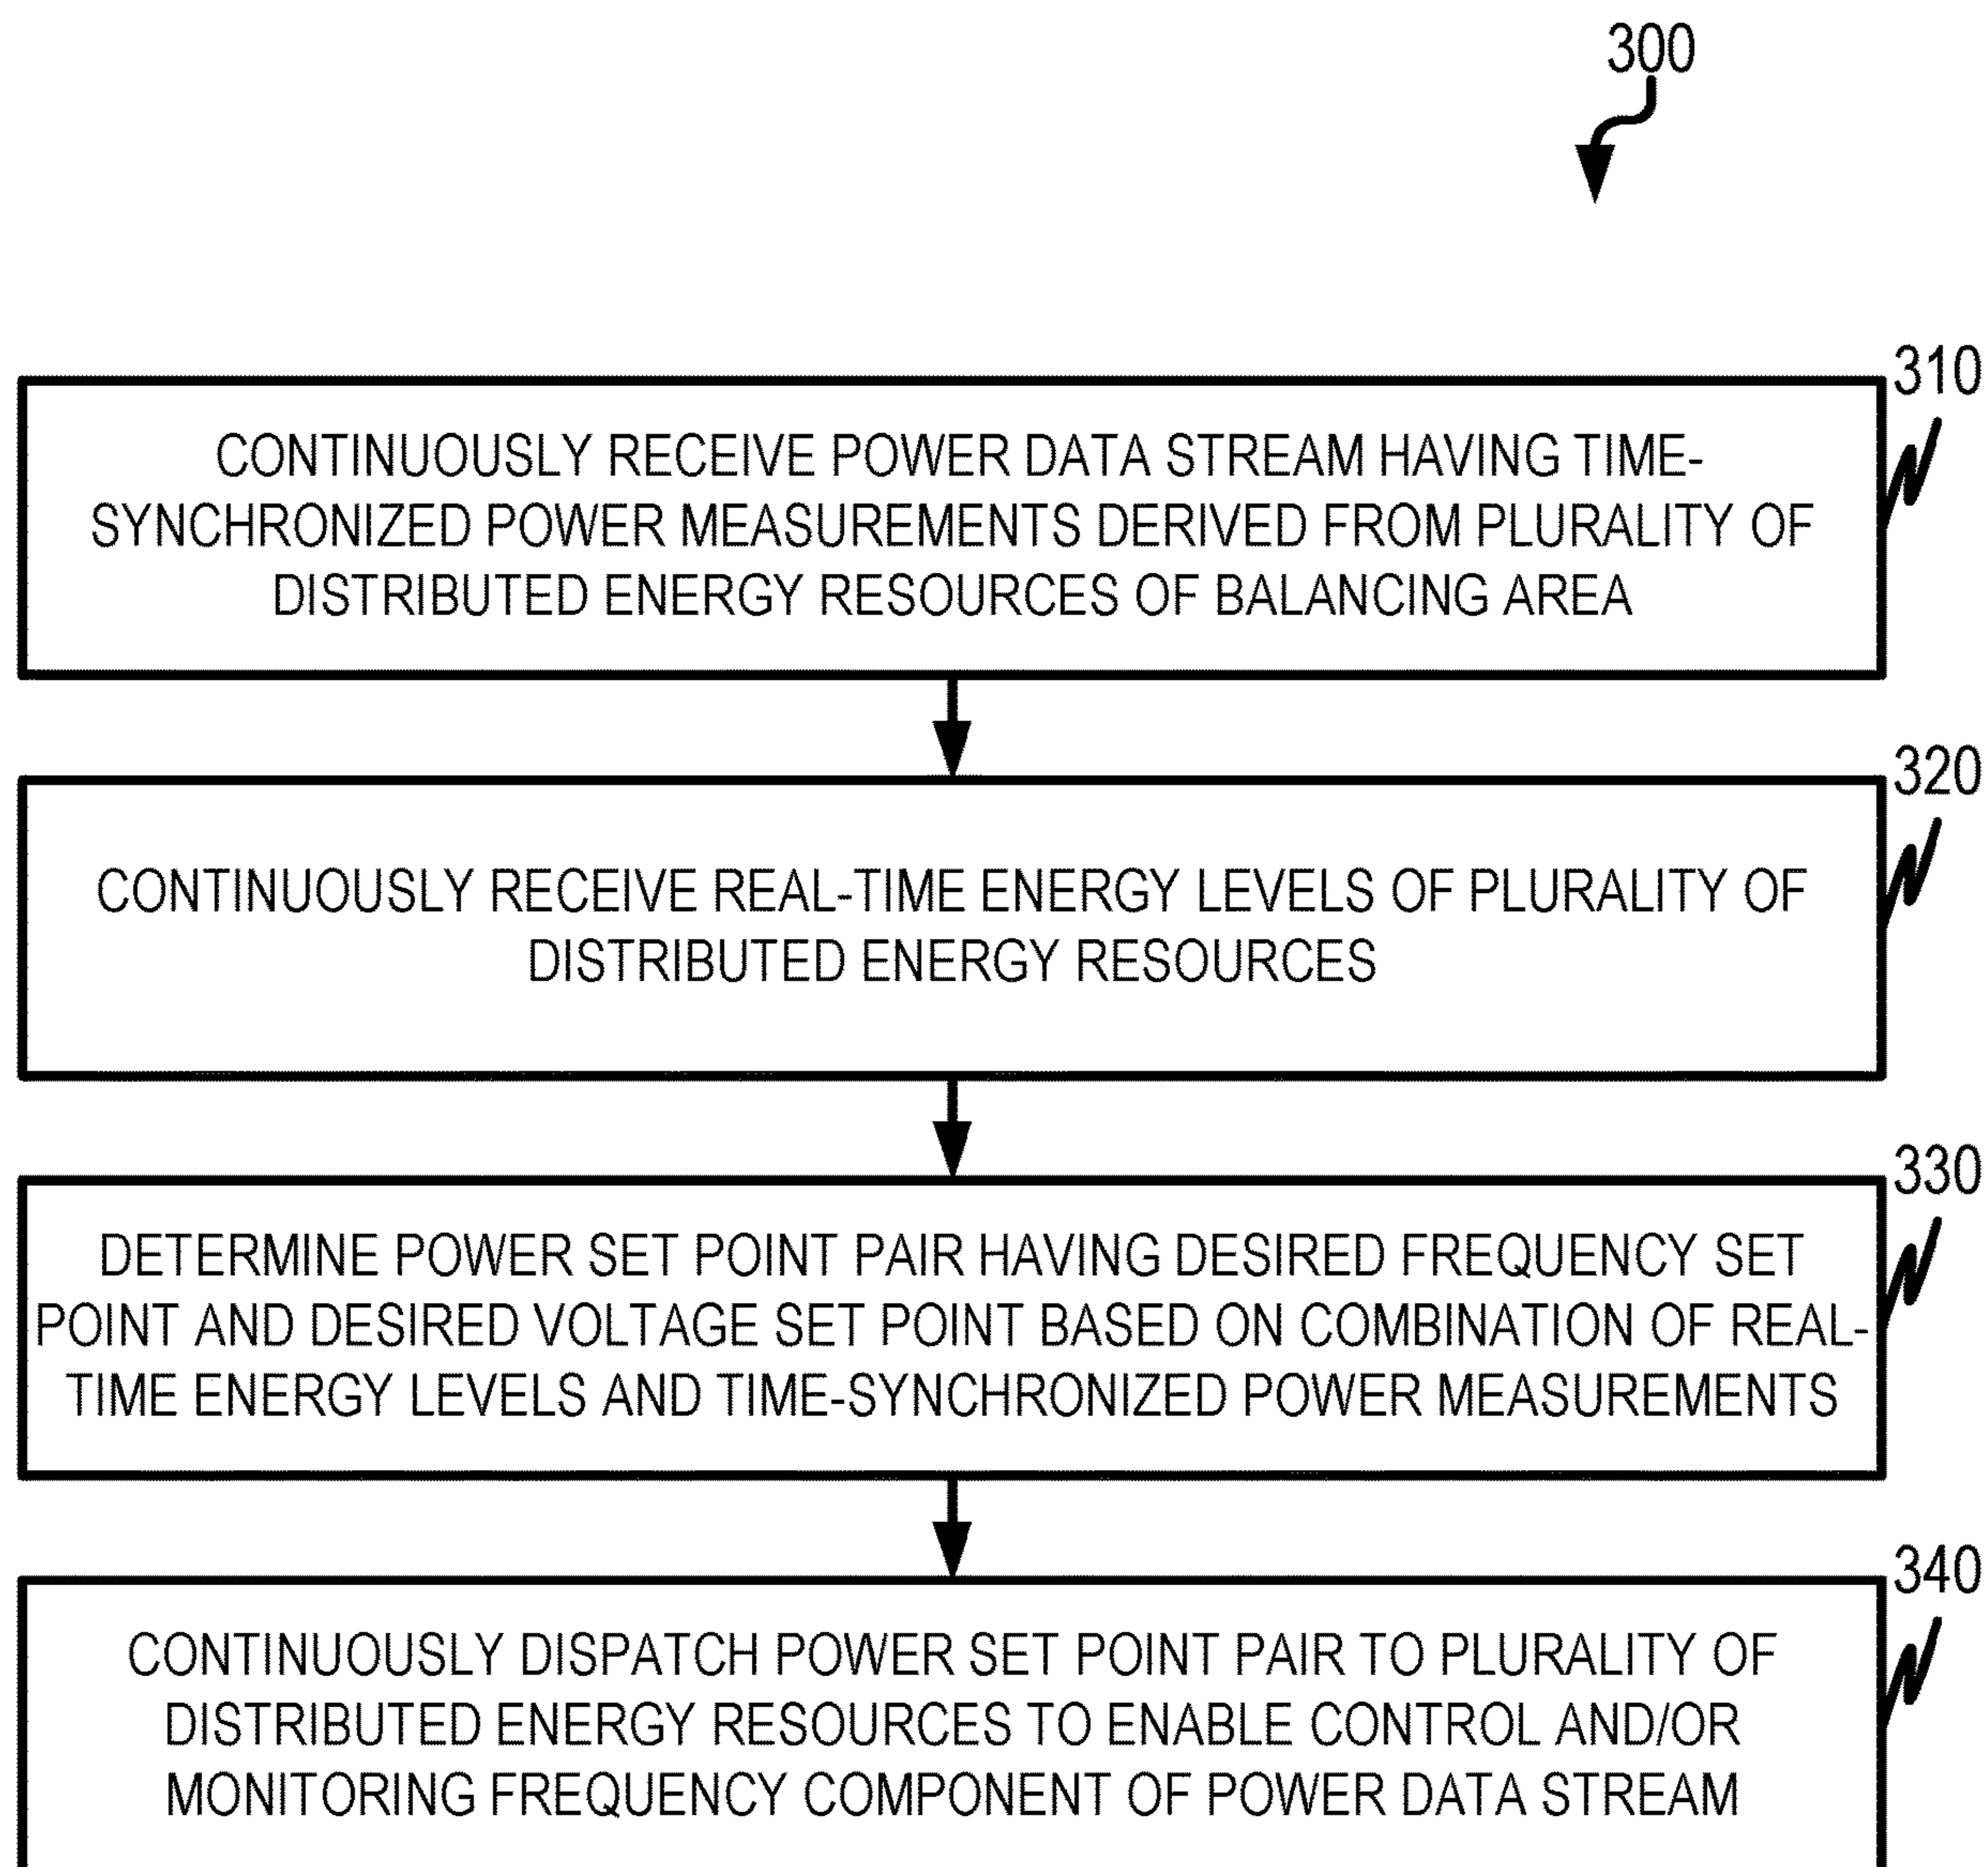 300
310
CONTINUOUSLY RECEIVE POWER DATA STREAM HAVING TIME-
SYNCHRONIZED POWER MEASUREMENTS DERIVED FROM PLURALITY OF
DISTRIBUTED ENERGY RESOURCES OF BALANCING AREA
320
CONTINUOUSLY RECEIVE REAL-TIME ENERGY LEVELS OF PLURALITY OF
DISTRIBUTED ENERGY RESOURCES
330
DETERMINE POWER SET POINT PAIR HAVING DESIRED FREQUENCY SET
POINT AND DESIRED VOLTAGE SET POINT BASED ON COMBINATION OF REAL-
TIME ENERGY LEVELS AND TIME-SYNCHRONIZED POWER MEASUREMENTS
340
CONTINUOUSLY DISPATCH POWER SET POINT PAIR TO PLURALITY OF
DISTRIBUTED ENERGY RESOURCES TO ENABLE CONTROL AND/OR
MONITORING FREQUENCY COMPONENT OF POWER DATA STREAM